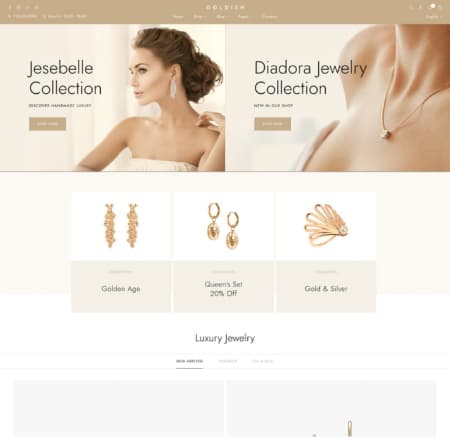 GOLDISH
Home Shop Blog Pages Contact
English
Jesebelle
Collection
DISCOVER HANDMADE LUXURY
SHOP NOW
Diadora Jewelry
Collection
NEW IN OUR SHOP
SHOP NOW
Golden Age
Queen's Set
20% Off
Gold & Silver
Luxury Jewelry
NEW ARRIVED